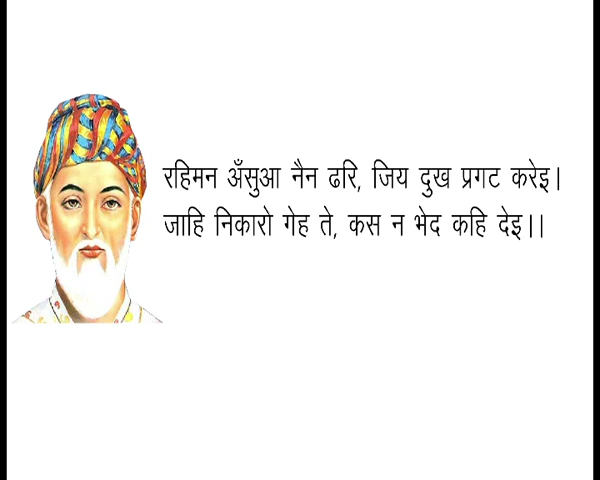 रहिमन अँसुआ नैन ढरि, जिय दुख प्रगट करेइ।
जाहि निकारो गेह ते, कस न भेद कहि देइ।।